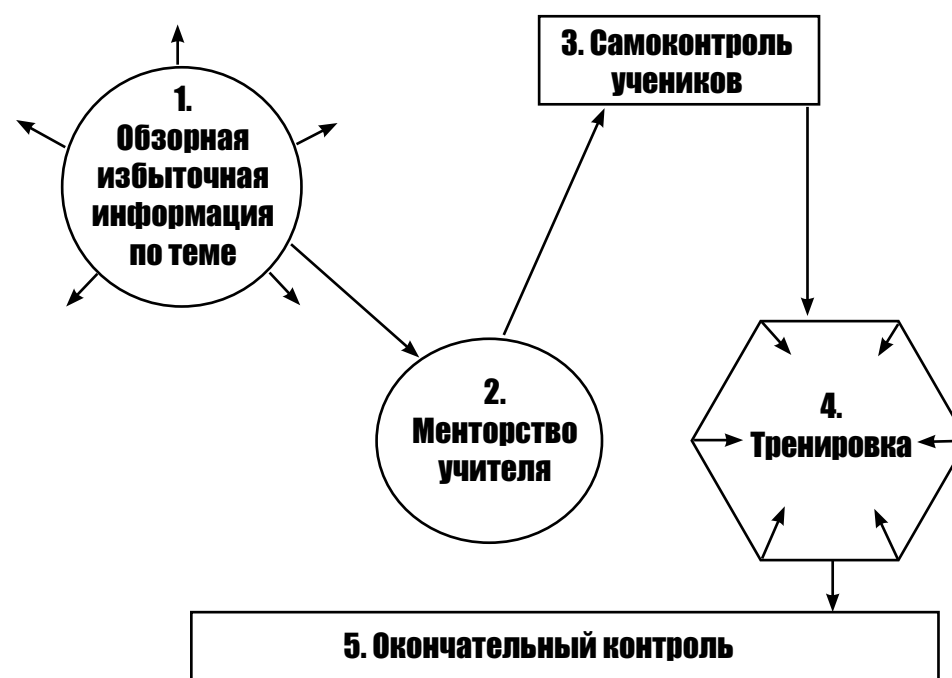 1.
Обзорная
избыточная
информация
по теме
2.
Менторство
учителя
3. Самоконтроль
учеников
4.
Тренировка
5. Окончательный контроль